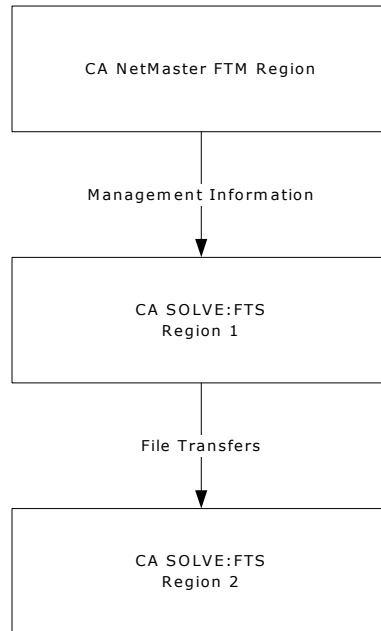 CA NetMaster FTM Region
Management Information
CA SOLVE:FTS
Region 1
File Transfers
CA SOLVE:FTS
Region 2